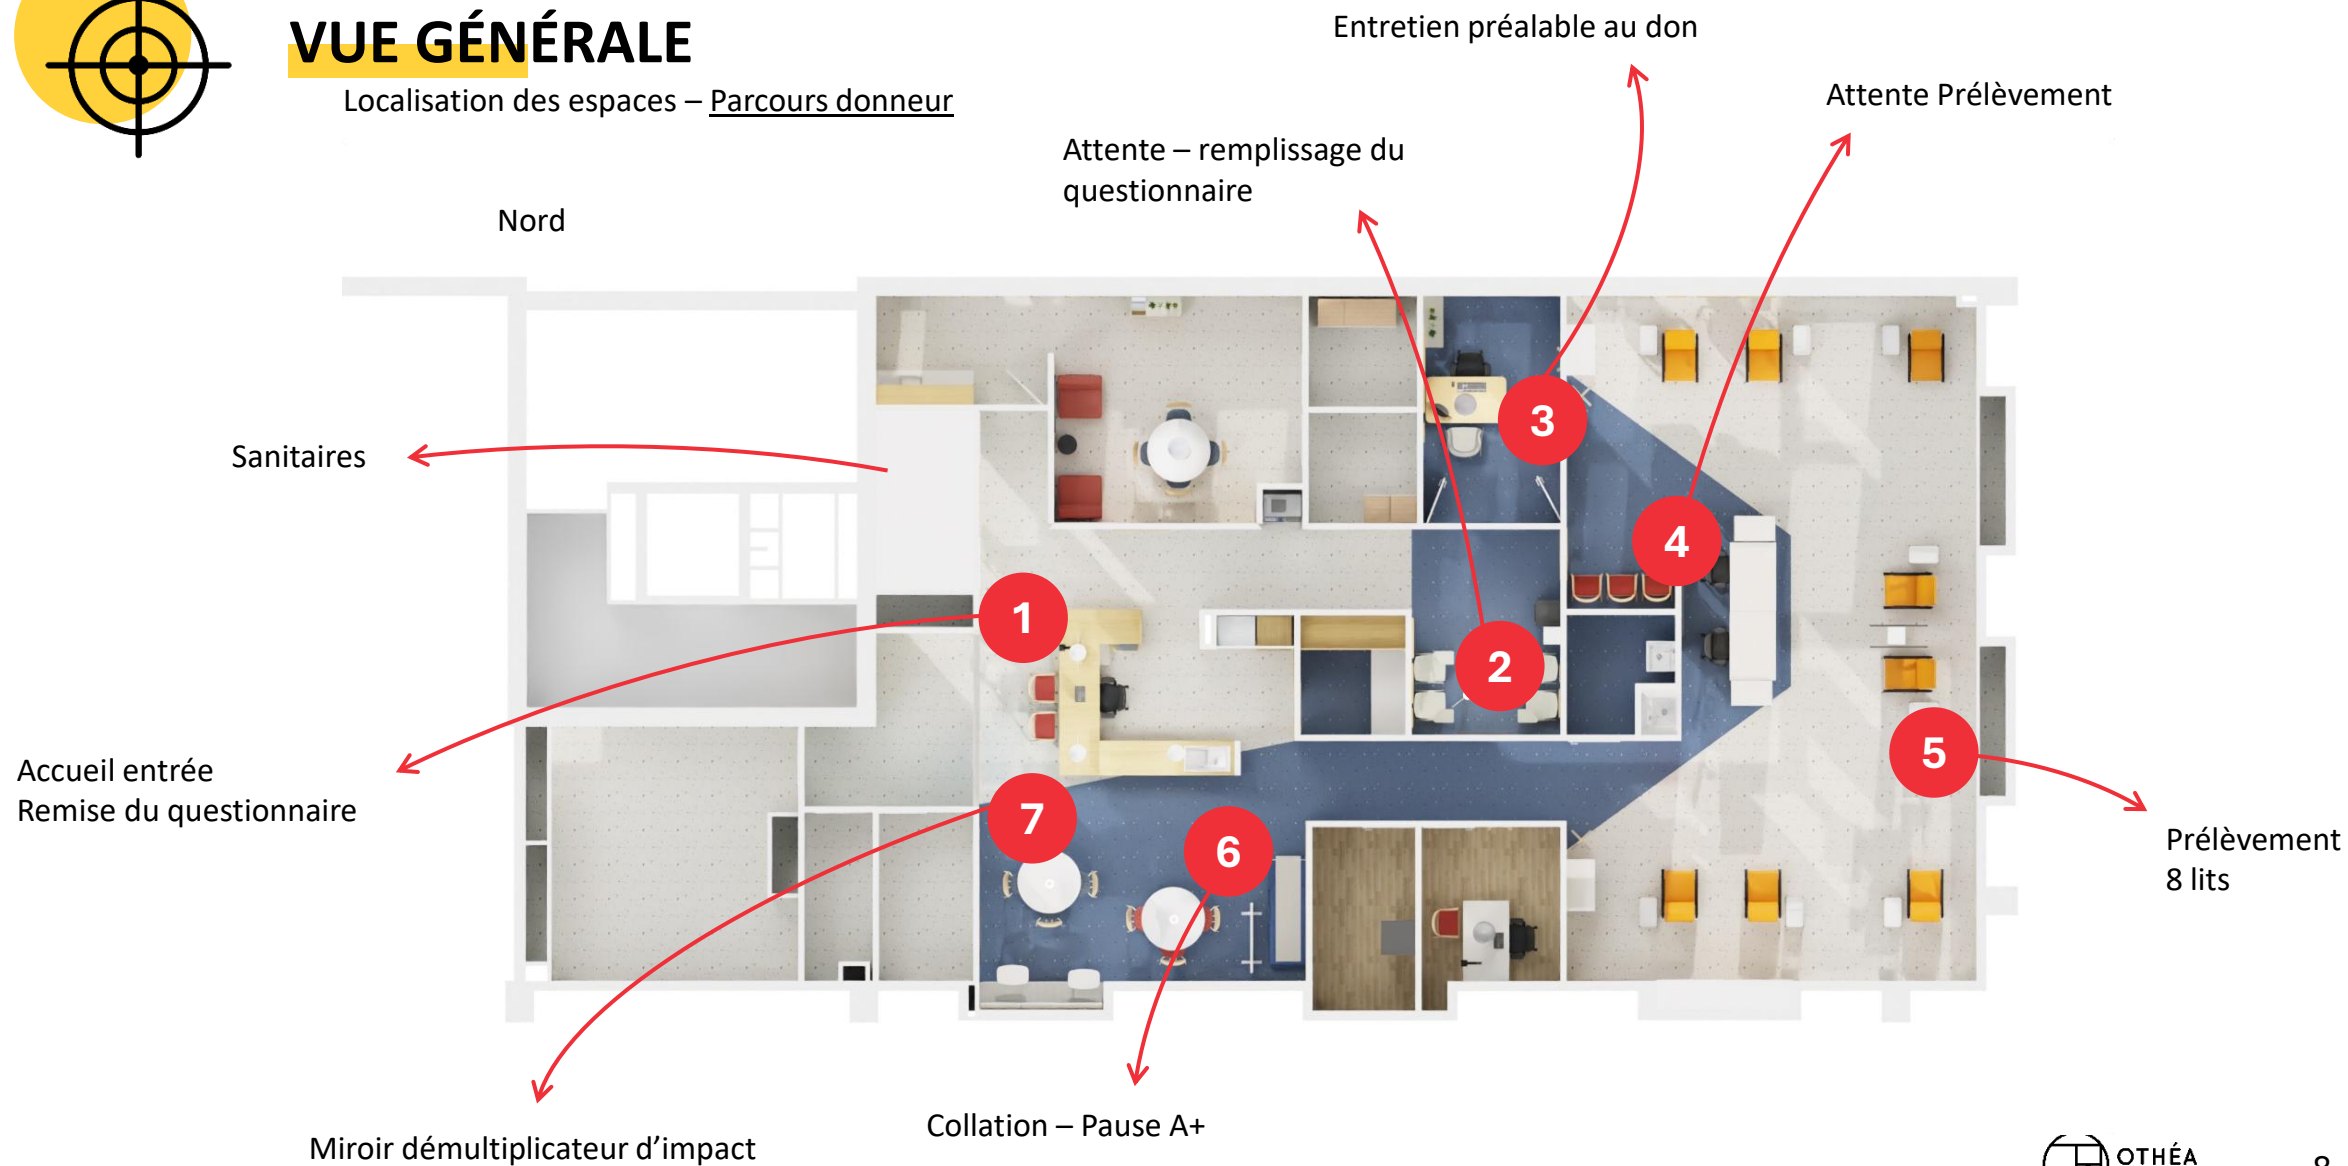 VUE GÉNÉRALE
Localisation des espaces – Parcours donneur
Entretien préalable au don
Attente Prélèvement
Attente – remplissage du
questionnaire
Nord
Sanitaires
3
4
1
2
Accueil entrée
Remise du questionnaire
5
7
6
Prélèvement
8 lits
Miroir démultiplicateur d'impact
Collation – Pause A+
OTHÉA
8